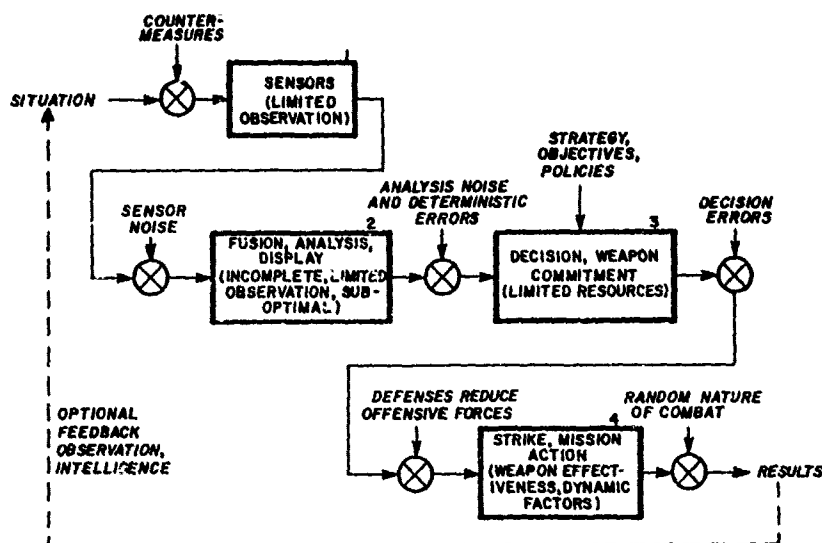 COUNTER-
MEASURES
SITUATION
SENSORS
(LIMITED
OBSERVATION)
SENSOR
NOISE
2
FUSION, ANALYSIS,
DISPLAY
(INCOMPLETE, LIMITED
OBSERVATION, SUB-
OPTIMAL)
ANALYSIS NOISE
AND DETERMINISTIC
ERRORS
STRATEGY,
OBJECTIVES,
POLICIES
3
DECISION, WEAPON
COMMITMENT
(LIMITED RESOURCES)
DECISION
ERRORS
OPTIONAL
FEEDBACK
OBSERVATION,
INTELLIGENCE
DEFENSES REDUCE
OFFENSIVE FORCES
4
STRIKE, MISSION
ACTION
(WEAPON EFFECT-
IVENESS, DYNAMIC
FACTORS)
RANDOM NATURE
OF COMBAT
RESULTS